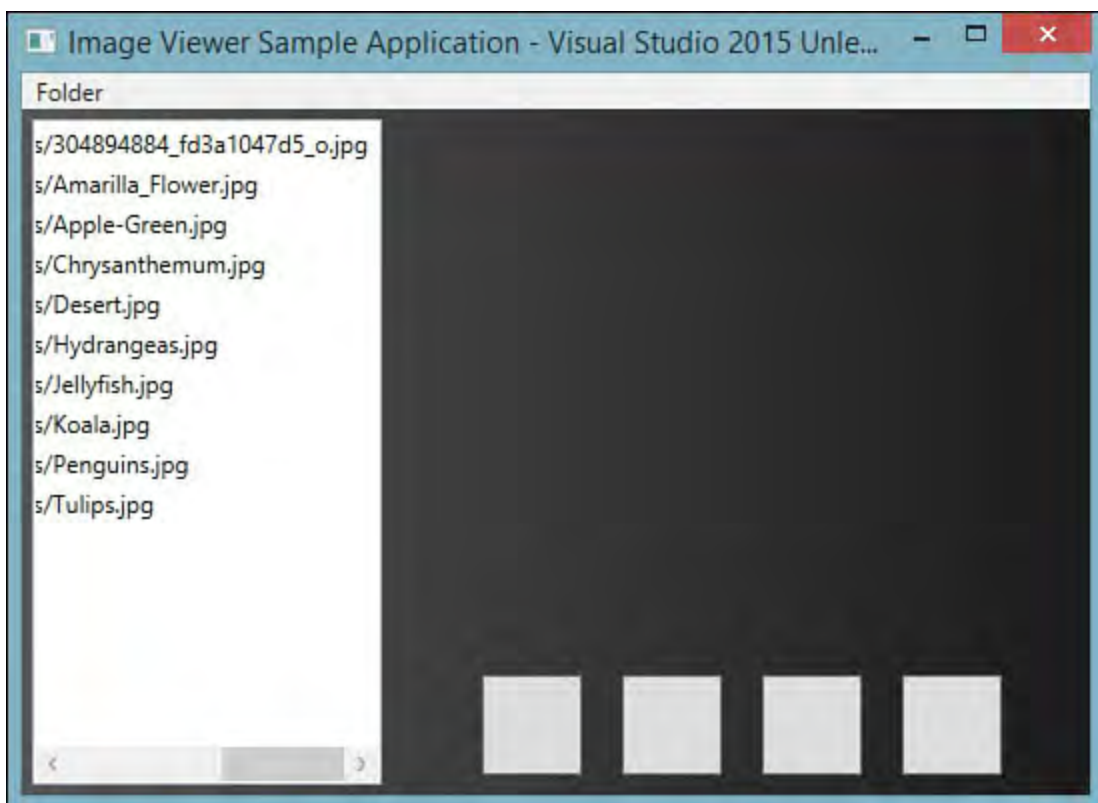 Image Viewer Sample Application - Visual Studio 2015 Unle...
Folder
s/304894884_fd3a1047d5_o.jpg
s/Amarilla_Flower.jpg
s/Apple-Green.jpg
s/Chrysanthemum.jpg
s/Desert.jpg
s/Hydrangeas.jpg
s/Jellyfish.jpg
s/Koala.jpg
s/Penguins.jpg
s/Tulips.jpg